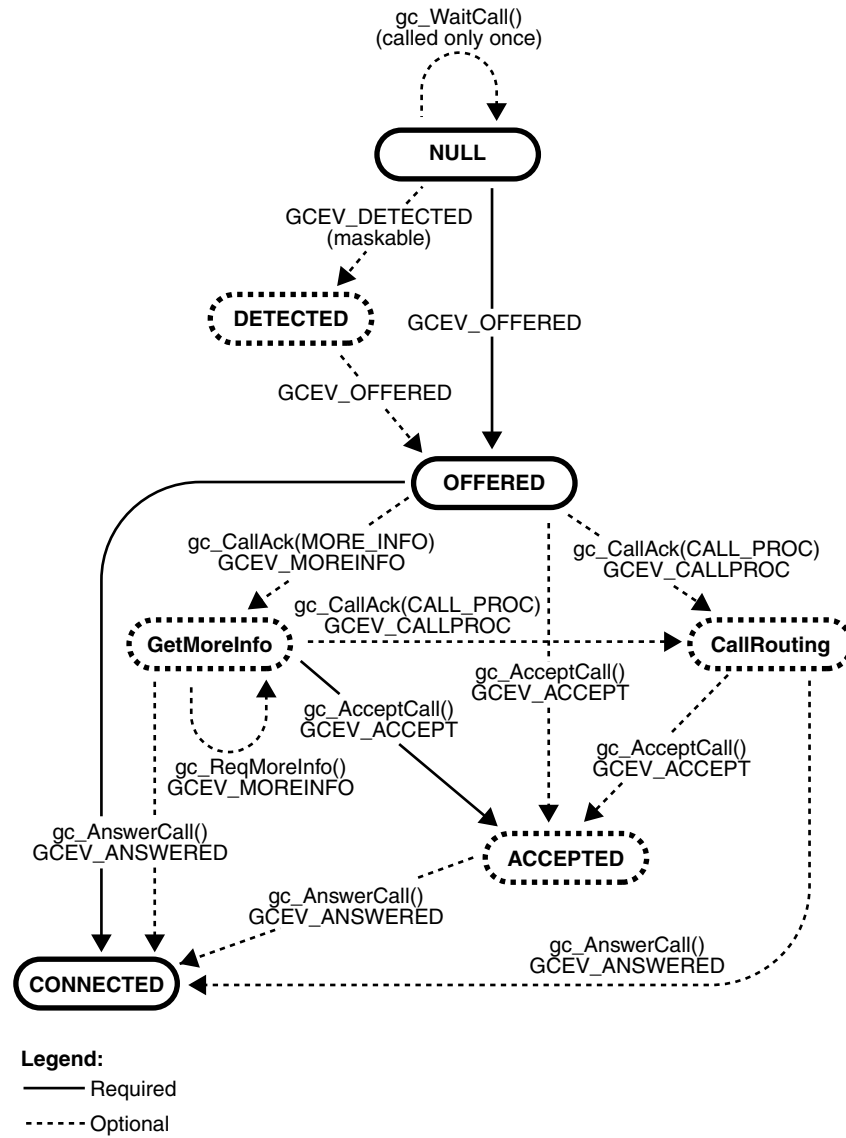 gc_WaitCall()
(called only once)
NULL
GCEV_DETECTED
(maskable)
DETECTED
GCEV_OFFERED
GCEV_OFFERED
OFFERED
gc_CallAck(MORE_INFO)
GCEV_MOREINFO
gc_CallAck(CALL_PROC)
GCEV_CALLPROC
gc_CallAck(CALL_PROC)
GCEV_CALLPROC
GetMoreInfo
CallRouting
gc_AcceptCall()
GCEV_ACCEPT
gc_AcceptCall()
GCEV_ACCEPT
gc_AcceptCall()
GCEV_ACCEPT
gc_ReqMoreInfo()
GCEV_MOREINFO
gc_AnswerCall()
GCEV_ANSWERED
ACCEPTED
gc_AnswerCall()
GCEV_ANSWERED
gc_AnswerCall()
GCEV_ANSWERED
CONNECTED
Legend:
Required
Optional